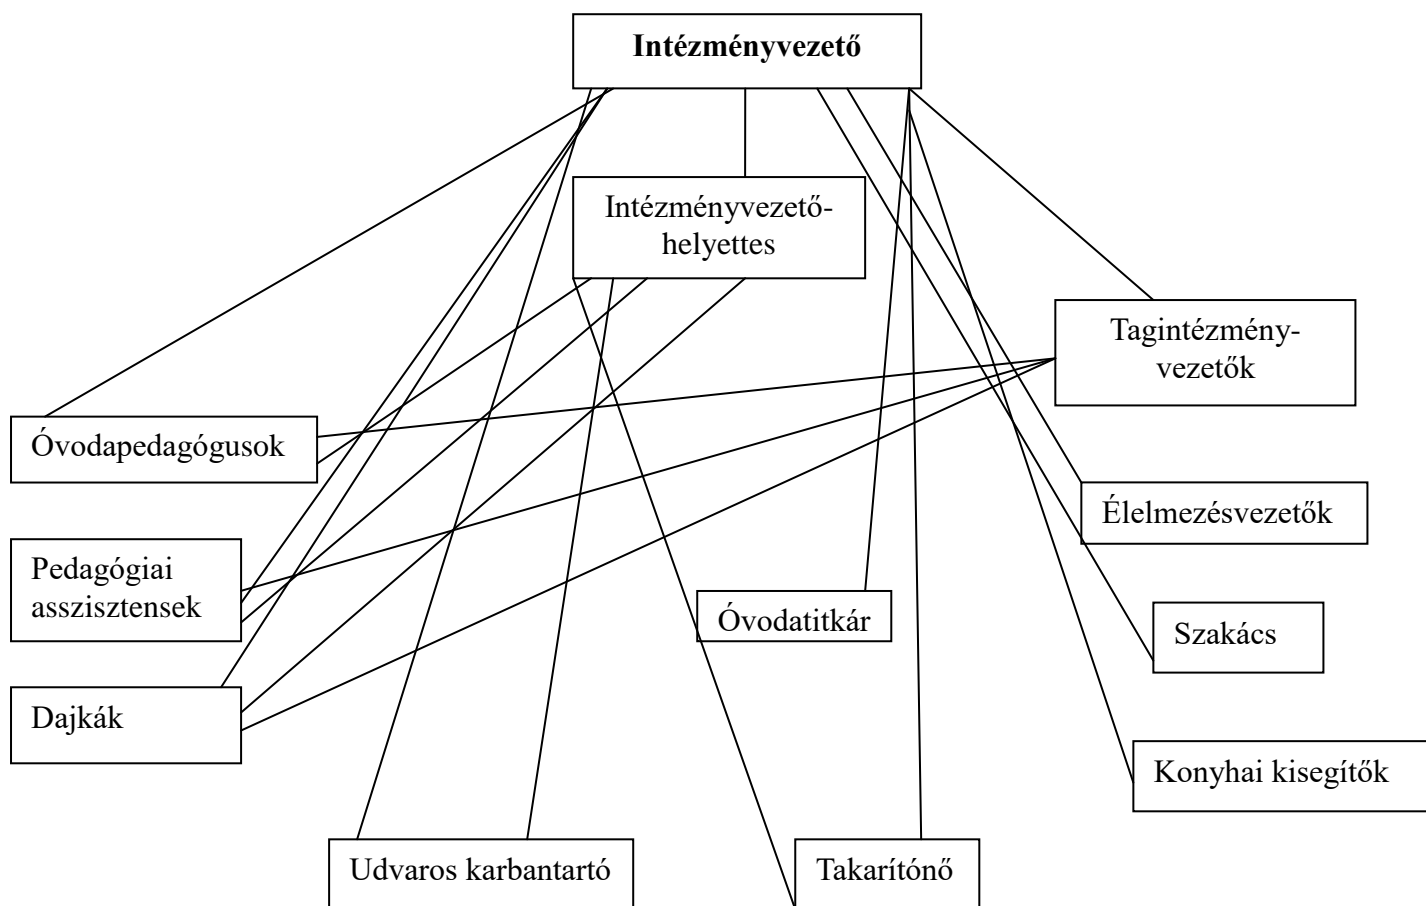 Intézményvezető
Intézményvezető-
helyettes
Tagintézmény-
vezetők
Óvodapedagógusok
Élelmezésvezetők
Pedagógiai
asszisztensek
Óvodatitkár
Szakács
Dajkák
Konyhai kisegítők
Udvaros karbantartó
Takarítónő